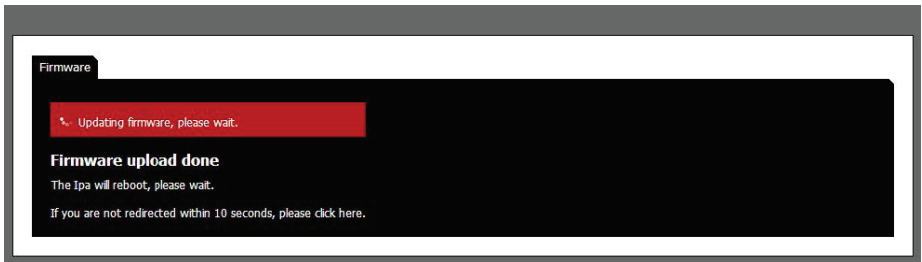 Firmware
Updating firmware, please wait.
Firmware upload done
The Ipa will reboot, please wait.
If you are not redirected within 10 seconds, please click here.